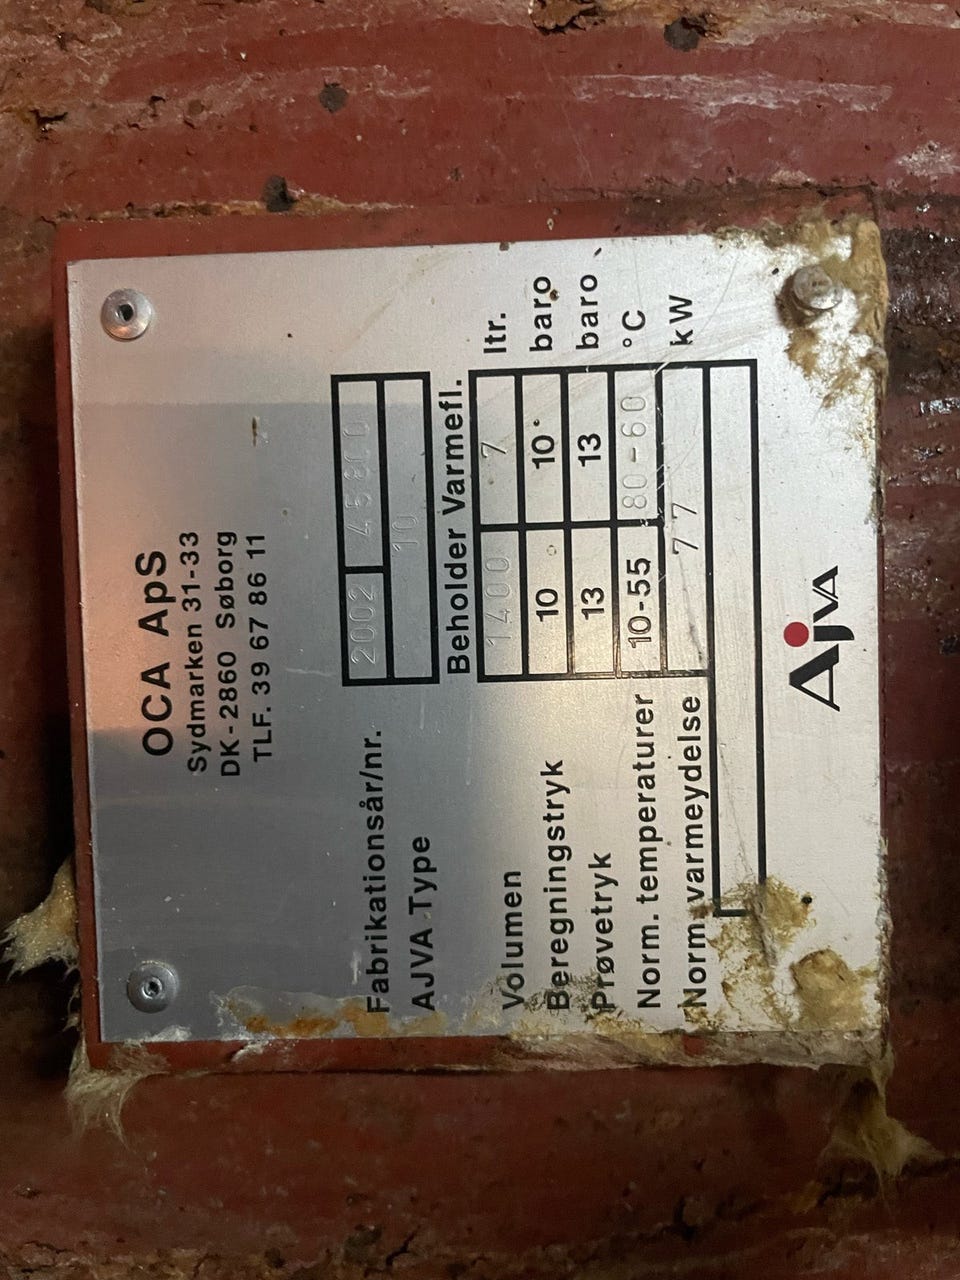 OCA ApS
Sydmarken 31-33
DK-2860 Søborg
TLF. 39 67 86 11
Fabrikationsår/nr. 2002
AJVA Type 10
Beholder Varmefl.
Volumen 1400 7 ltr.
Beregningstryk 10 10 baro
Prøvetryk 13 13 baro
Norm. temperaturer 10-55 80-60 °C
Norm. varmeydelse 77 kW
AJVA